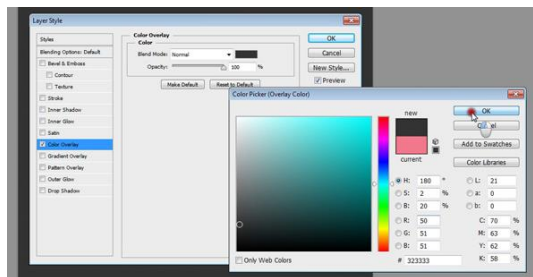 Layer Style
Styles
Blending Options: Default
Bevel & Emboss
Contour
Texture
Stroke
Inner Shadow
Inner Glow
Satin
Color Overlay
Gradient Overlay
Pattern Overlay
Outer Glow
Drop Shadow
Color Overlay
Color
Blend Mode: Normal
Opacity: 100 %
Make Default Reset to Default
OK
Cancel
New Style...
Preview
Color Picker (Overlay Color)
new
current
OK
Add to Swatches
Color Libraries
H: 180 °
S: 2 %
B: 20 %
R: 50
G: 51
B: 51
# 323333
L: 21
a: 0
b: 0
C: 70 %
M: 63 %
Y: 62 %
K: 58 %
Only Web Colors